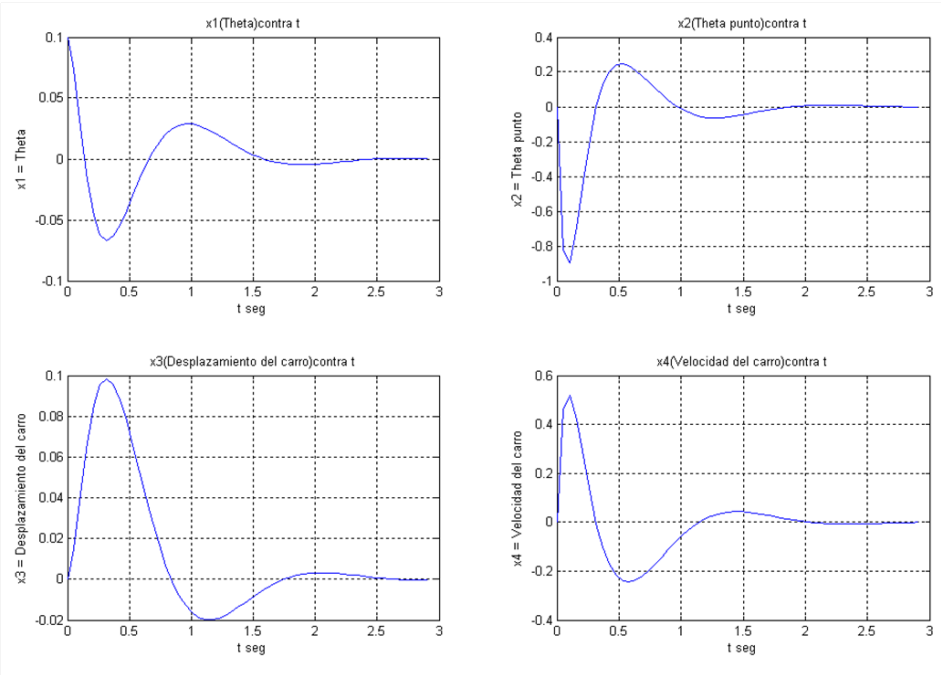 x1(Theta)contra t
0.1
0.05
0
-0.05
-0.1
x1 = Theta
0 0.5 1 1.5 2 2.5 3
t seg
x2(Theta punto)contra t
0.4
0.2
0
-0.2
-0.4
-0.6
-0.8
-1
x2 = Theta punto
0 0.5 1 1.5 2 2.5 3
t seg
x3(Desplazamiento del carro)contra t
0.1
0.08
0.06
0.04
0.02
0
-0.02
x3 = Desplazamiento del carro
0 0.5 1 1.5 2 2.5 3
t seg
x4(Velocidad del carro)contra t
0.6
0.4
0.2
0
-0.2
-0.4
x4 = Velocidad del carro
0 0.5 1 1.5 2 2.5 3
t seg